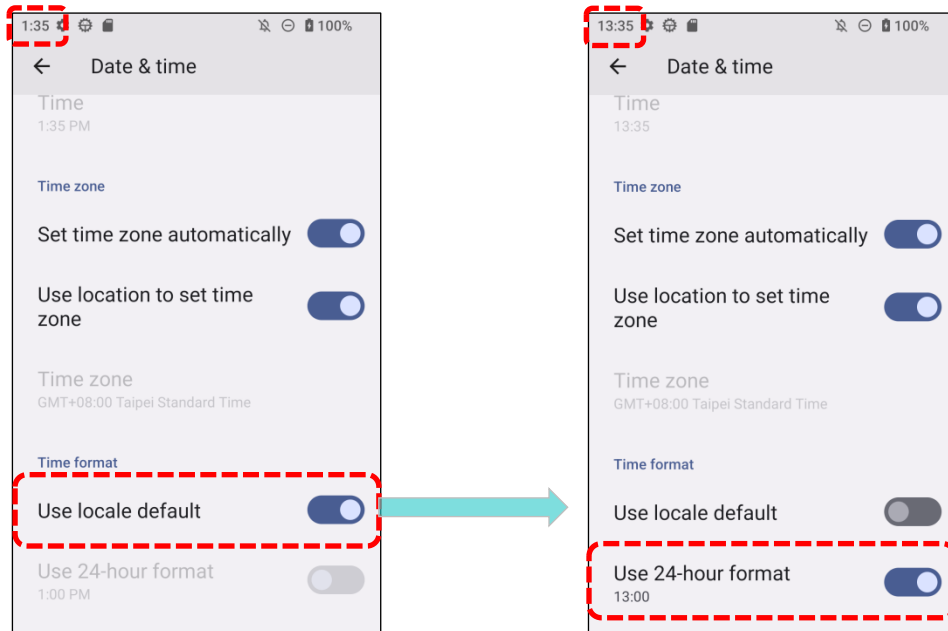 1:35 100%
Date & time
Time
1:35 PM
Time zone
Set time zone automatically
Use location to set time
zone
Time zone
GMT+08:00 Taipei Standard Time
Time format
Use locale default
Use 24-hour format
1:00 PM
13:35 100%
Date & time
Time
13:35
Time zone
Set time zone automatically
Use location to set time
zone
Time zone
GMT+08:00 Taipei Standard Time
Time format
Use locale default
Use 24-hour format
13:00